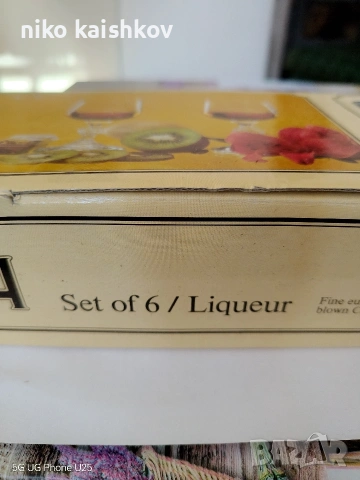 niko kaishkov
A
Set of 6 / Liqueur
Fine
blown
5G UG Phone U25
BAZAR